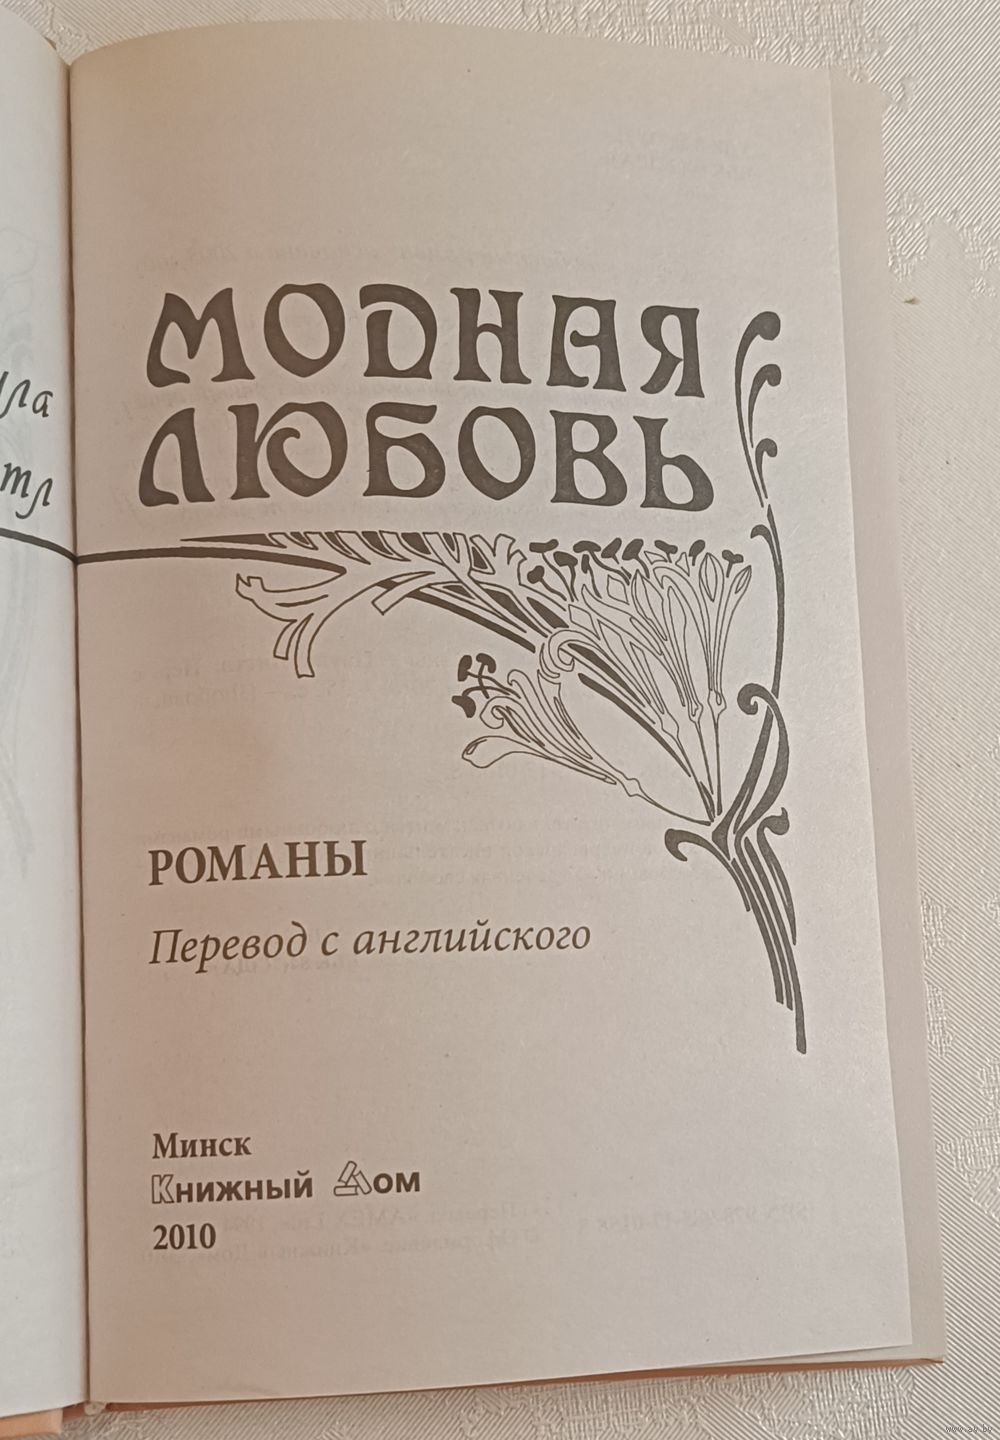 МОДНАЯ
ЛЮБОВЬ
РОМАНЫ
Перевод с английского
Минск
Книжный Дом
2010